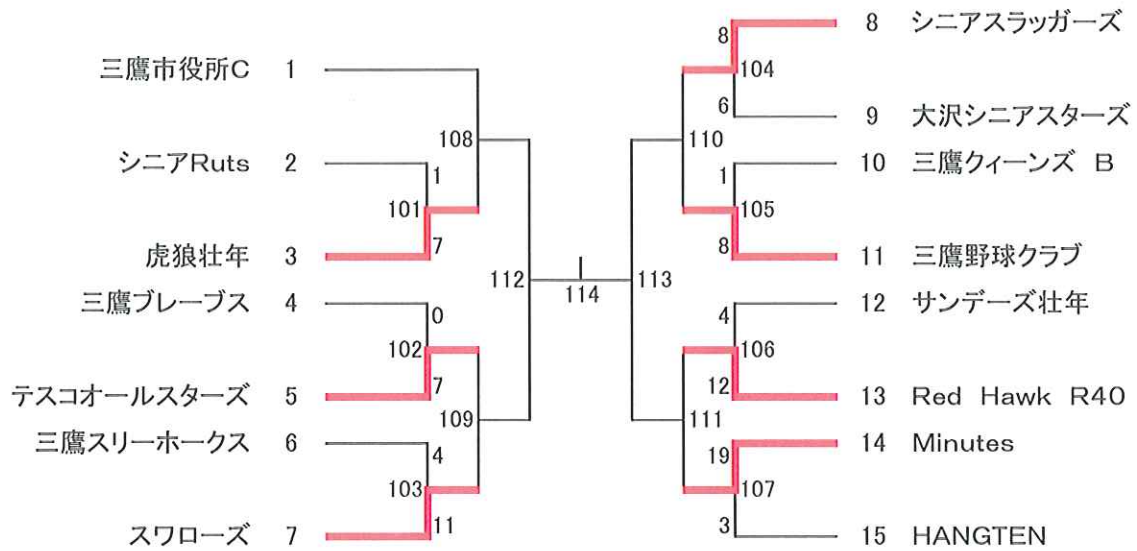 三鷹市役所C 1
108
シニアRuts 2
1
101
7
虎狼壮年 3
三鷹ブレーブス 4
0
102
7
テスコオールスターズ 5
109
三鷹スリーホークス 6
4
103
11
スワローズ 7
112
114
113
8 シニアスラッガーズ
8
104
6
9 大沢シニアスターズ
110
10 三鷹クィーンズ B
1
105
8
11 三鷹野球クラブ
12 サンデーズ壮年
4
106
12
13 Red Hawk R40
111
14 Minutes
19
107
3
15 HANGTEN